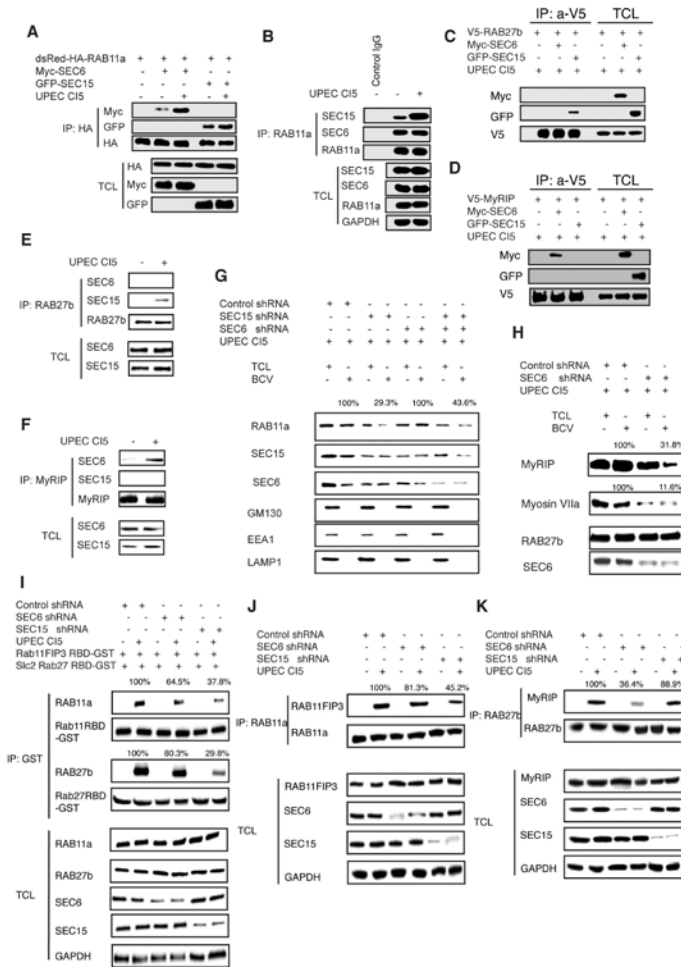 A
dsRed-HA-RAB11a + + + + + +
Myc-SEC6 - - + + - -
GFP-SEC15 - - - - + +
UPEC CI5 - + - + - +
IP: HA
Myc
GFP
HA
TCL
HA
Myc
GFP
B
Control IgG
UPEC CI5 - - +
IP: RAB11a
SEC15
SEC6
RAB11a
TCL
SEC15
SEC6
RAB11a
GAPDH
C
IP: a-V5 TCL
V5-RAB27b + + + + + +
Myc-SEC6 - + - - + -
GFP-SEC15 - - + - - +
UPEC CI5 + + + + + +
Myc
GFP
V5
D
IP: a-V5 TCL
V5-MyRIP + + + + + +
Myc-SEC6 - + - - + -
GFP-SEC15 - - + - - +
UPEC CI5 + + + + + +
Myc
GFP
V5
E
UPEC CI5 - +
IP: RAB27b
SEC6
SEC15
RAB27b
TCL
SEC6
SEC15
F
UPEC CI5 - +
IP: MyRIP
SEC6
SEC15
MyRIP
TCL
SEC6
SEC15
G
Control shRNA + + - - - - - -
SEC15 shRNA - - + + - - + +
SEC6 shRNA - - - - + + + +
UPEC CI5 + + + + + + + +
TCL + - + - + - + -
BCV - + - + - + - +
100% 29.3% 100% 43.6%
RAB11a
SEC15
SEC6
GM130
EEA1
LAMP1
H
Control shRNA + + - -
SEC6 shRNA - - + +
UPEC CI5 + + + +
TCL + - + -
BCV - + - +
100% 31.8%
MyRIP
100% 11.6%
Myosin VIIa
RAB27b
SEC6
I
Control shRNA + + - - - -
SEC6 shRNA - - + + - -
SEC15 shRNA - - - - + +
UPEC CI5 - + - + - +
Rab11FIP3 RBD-GST + + + + + +
Slc2 Rab27 RBD-GST + + + + + +
100% 64.5% 37.8%
IP: GST
RAB11a
Rab11RBD
-GST
100% 80.3% 29.8%
RAB27b
Rab27RBD
-GST
TCL
RAB11a
RAB27b
SEC6
SEC15
GAPDH
J
Control shRNA + + - - - -
SEC6 shRNA - - + + - -
SEC15 shRNA - - - - + +
UPEC CI5 - + - + - +
100% 81.3% 45.2%
IP: RAB11a
RAB11FIP3
RAB11a
TCL
RAB11FIP3
SEC6
SEC15
GAPDH
K
Control shRNA + + - - - -
SEC6 shRNA - - + + - -
SEC15 shRNA - - - - + +
UPEC CI5 - + - + - +
100% 36.4% 88.9%
IP: RAB27b
MyRIP
RAB27b
TCL
MyRIP
SEC6
SEC15
GAPDH